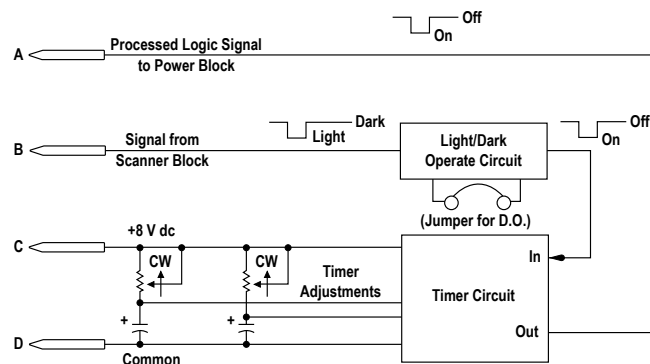 Off
On
A
Processed Logic Signal
to Power Block
Dark
Light
Off
On
B
Signal from
Scanner Block
Light/Dark
Operate Circuit
(Jumper for D.O.)
C
+8 V dc
CW
CW
Timer
Adjustments
In
Timer Circuit
Out
+
+
D
Common